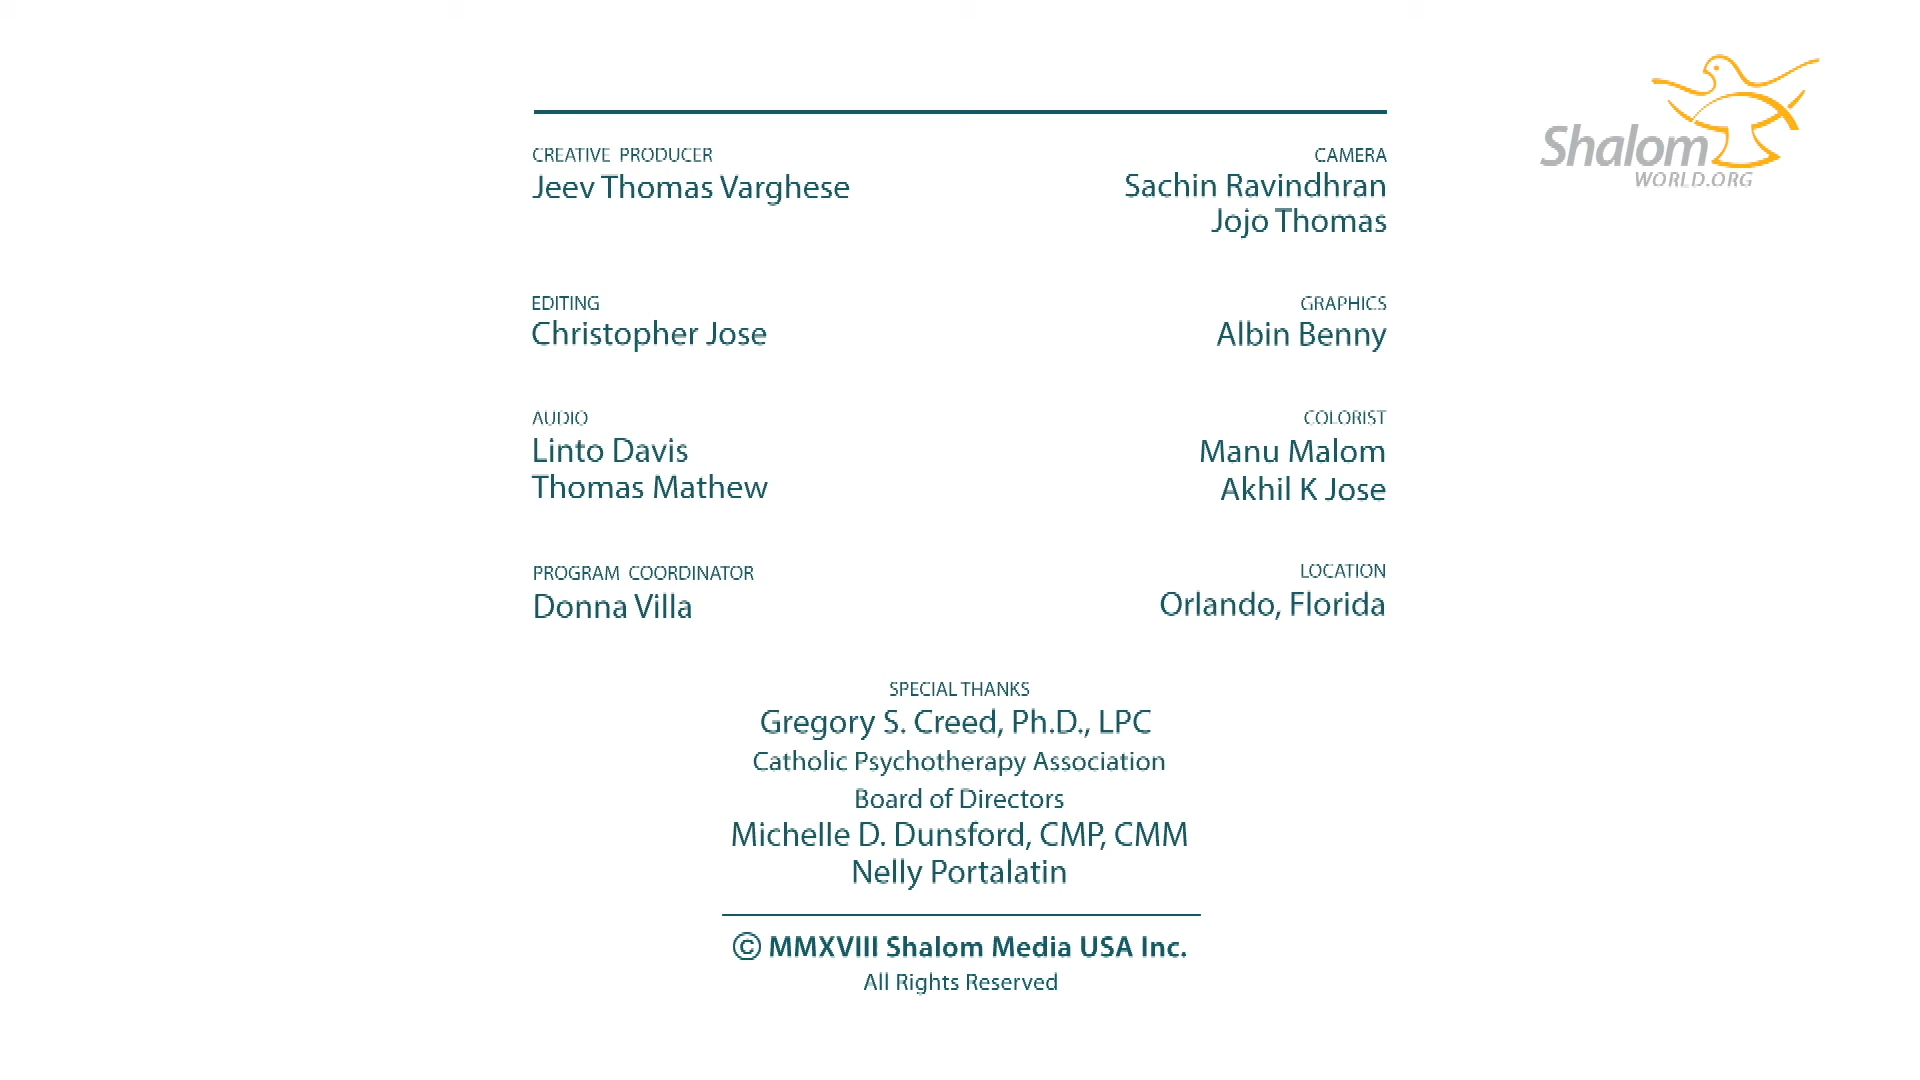 Shalom
WORLD.ORG
CREATIVE PRODUCER
Jeev Thomas Varghese
CAMERA
Sachin Ravindhran
Jojo Thomas
EDITING
Christopher Jose
GRAPHICS
Albin Benny
AUDIO
Linto Davis
Thomas Mathew
COLORIST
Manu Malom
Akhil K Jose
PROGRAM COORDINATOR
Donna Villa
LOCATION
Orlando, Florida
SPECIAL THANKS
Gregory S. Creed, Ph.D., LPC
Catholic Psychotherapy Association
Board of Directors
Michelle D. Dunsford, CMP, CMM
Nelly Portalatin
© MMXVIII Shalom Media USA Inc.
All Rights Reserved